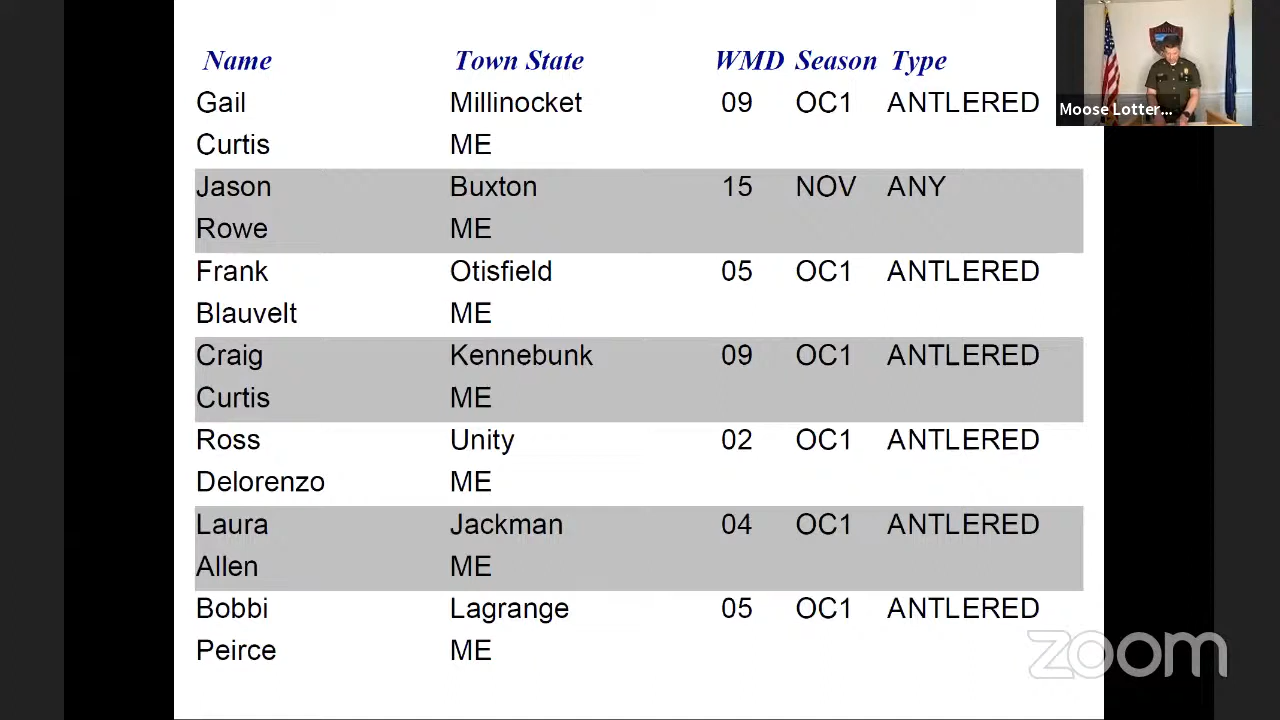 Name Town State WMD Season Type
Gail Millinocket 09 OC1 ANTLERED
Curtis ME
Jason Buxton 15 NOV ANY
Rowe ME
Frank Otisfield 05 OC1 ANTLERED
Blauvelt ME
Craig Kennebunk 09 OC1 ANTLERED
Curtis ME
Ross Unity 02 OC1 ANTLERED
Delorenzo ME
Laura Jackman 04 OC1 ANTLERED
Allen ME
Bobbi Lagrange 05 OC1 ANTLERED
Peirce ME
Moose Lotter...
zoom